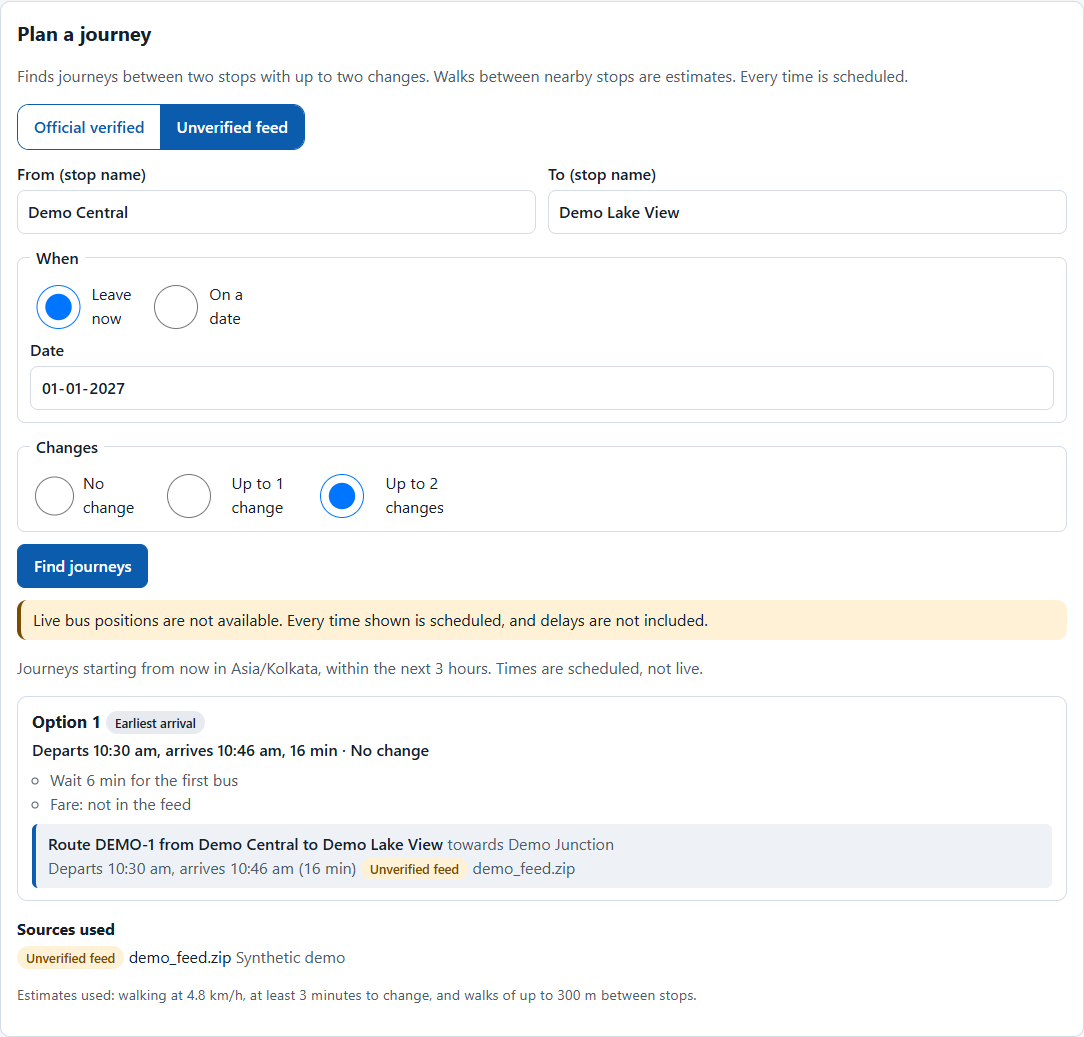 Plan a journey
Finds journeys between two stops with up to two changes. Walks between nearby stops are estimates. Every time is scheduled.
Official verified
Unverified feed
From (stop name)
To (stop name)
Demo Central
Demo Lake View
When
Leave now
On a date
Date
01-01-2027
Changes
No change
Up to 1 change
Up to 2 changes
Find journeys
Live bus positions are not available. Every time shown is scheduled, and delays are not included.
Journeys starting from now in Asia/Kolkata, within the next 3 hours. Times are scheduled, not live.
Option 1 Earliest arrival
Departs 10:30 am, arrives 10:46 am, 16 min · No change
Wait 6 min for the first bus
Fare: not in the feed
Route DEMO-1 from Demo Central to Demo Lake View towards Demo Junction
Departs 10:30 am, arrives 10:46 am (16 min) Unverified feed demo_feed.zip
Sources used
Unverified feed demo_feed.zip Synthetic demo
Estimates used: walking at 4.8 km/h, at least 3 minutes to change, and walks of up to 300 m between stops.